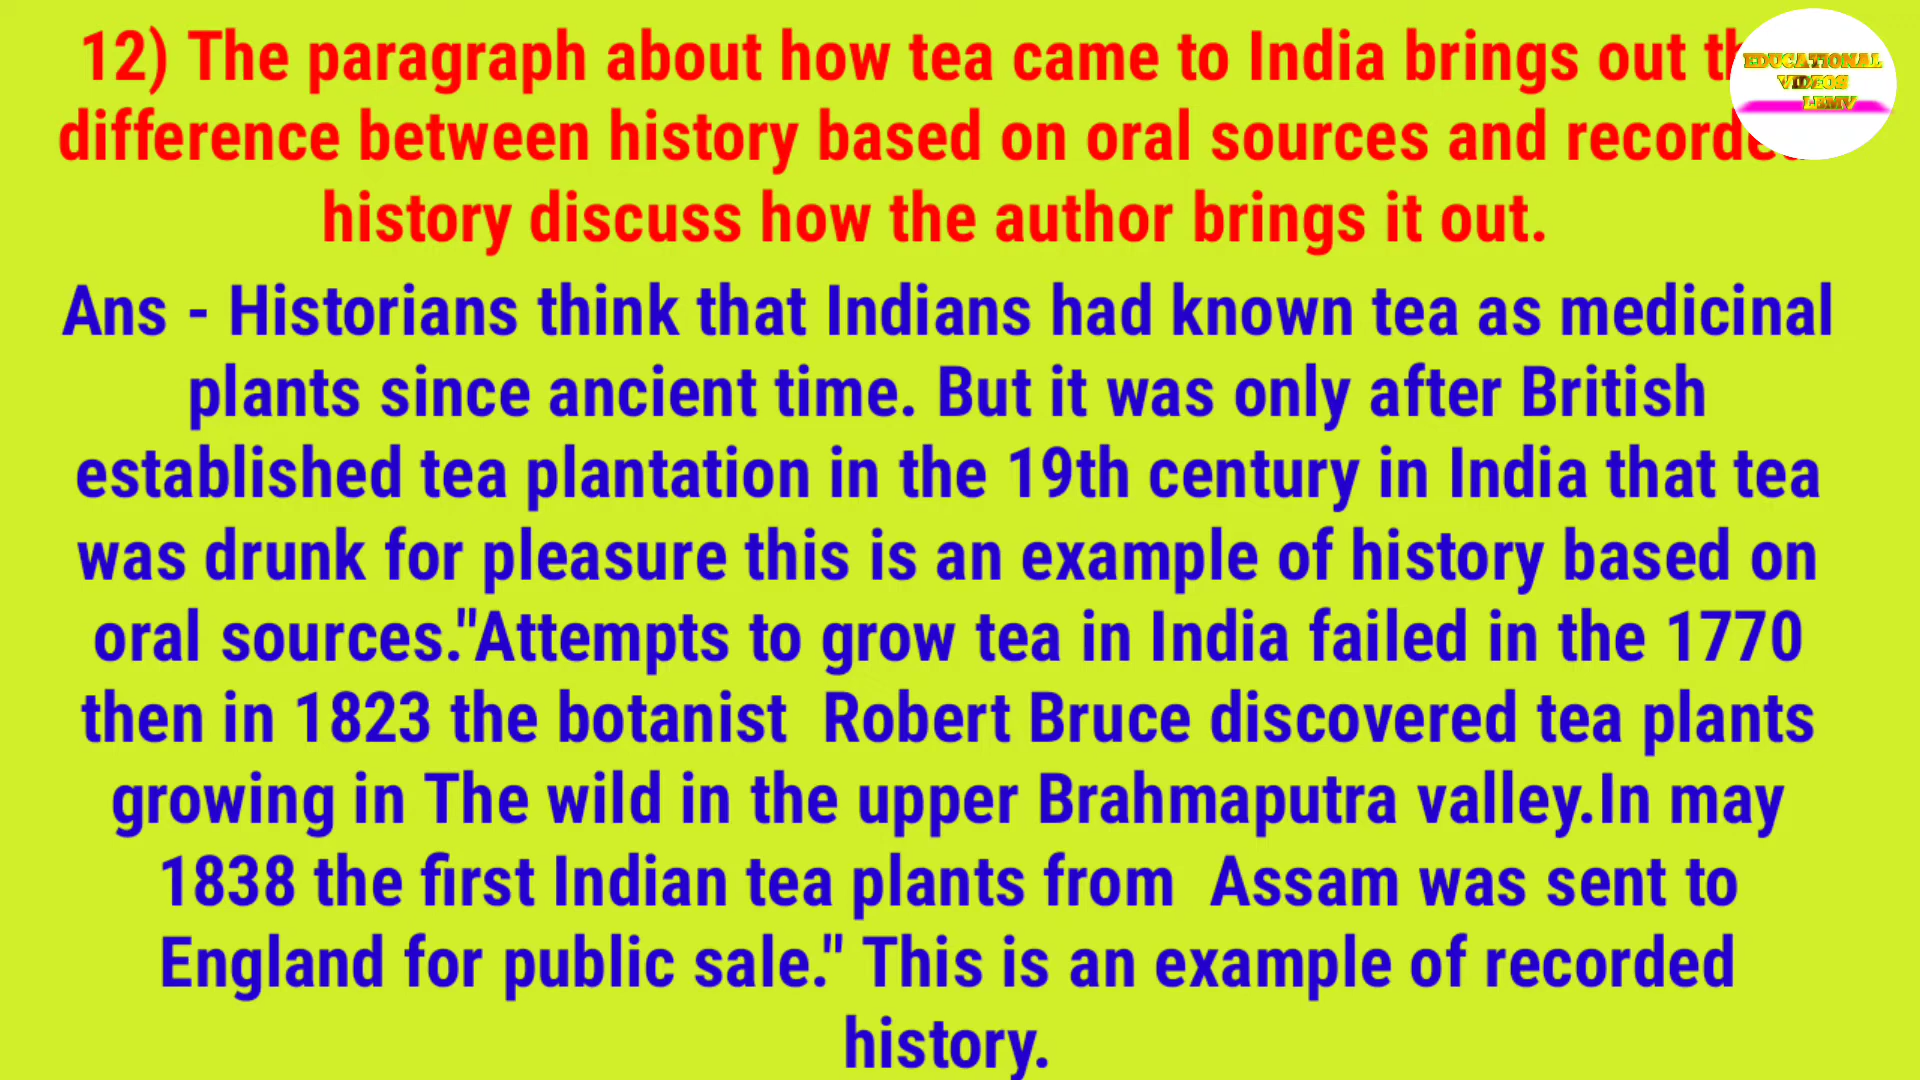 12) The paragraph about how tea came to India brings out
difference between history based on oral sources and
history discuss how the author brings it out.
EDUCATIONAL
VIDEOS
LBMV
Ans - Historians think that Indians had known tea as medicinal
plants since ancient time. But it was only after British
established tea plantation in the 19th century in India that tea
was drunk for pleasure this is an example of history based on
oral sources."Attempts to grow tea in India failed in the 1770
then in 1823 the botanist Robert Bruce discovered tea plants
growing in The wild in the upper Brahmaputra valley.In may
1838 the first Indian tea plants from Assam was sent to
England for public sale." This is an example of recorded
history.